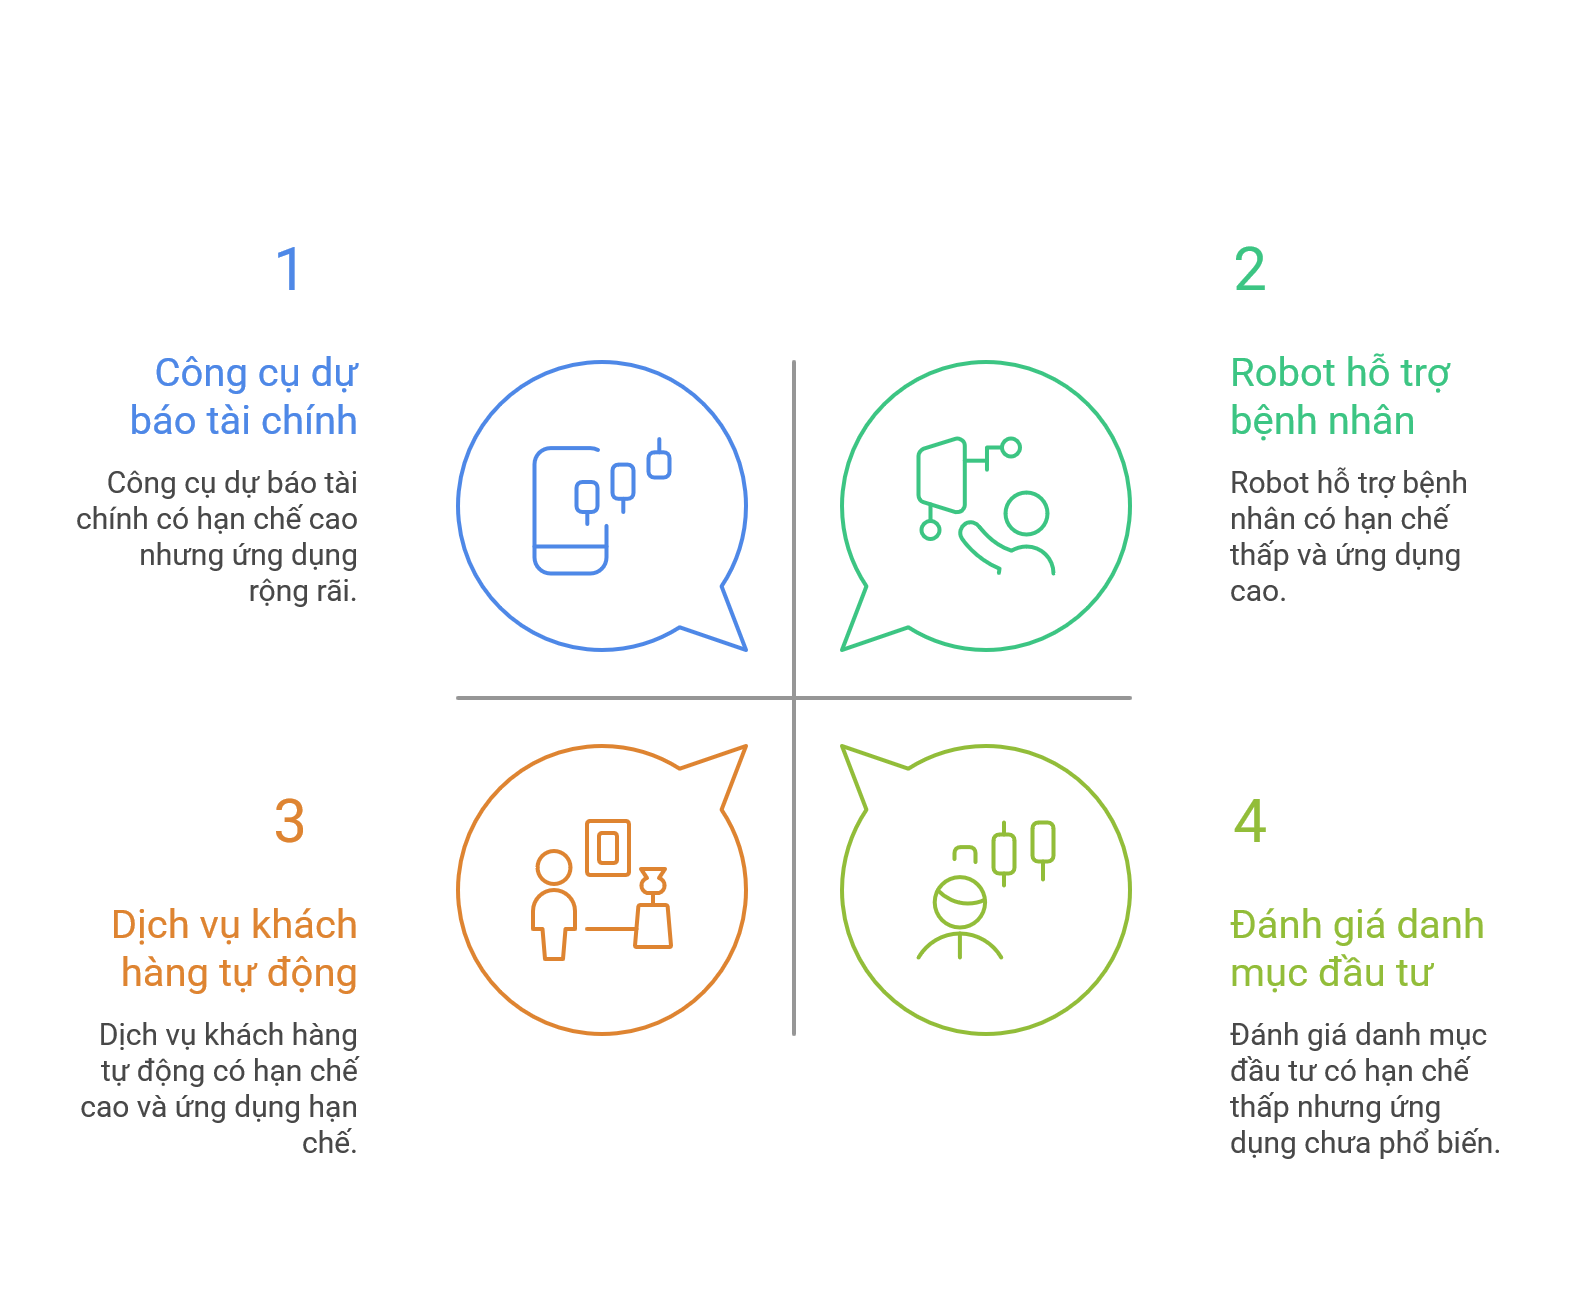 1
Công cụ dự
báo tài chính
Công cụ dự báo tài
chính có hạn chế cao
nhưng ứng dụng
rộng rãi.
2
Robot hỗ trợ
bệnh nhân
Robot hỗ trợ bệnh
nhân có hạn chế
thấp và ứng dụng
cao.
3
Dịch vụ khách
hàng tự động
Dịch vụ khách hàng
tự động có hạn chế
cao và ứng dụng hạn
chế.
4
Đánh giá danh
mục đầu tư
Đánh giá danh mục
đầu tư có hạn chế
thấp nhưng ứng
dụng chưa phổ biến.